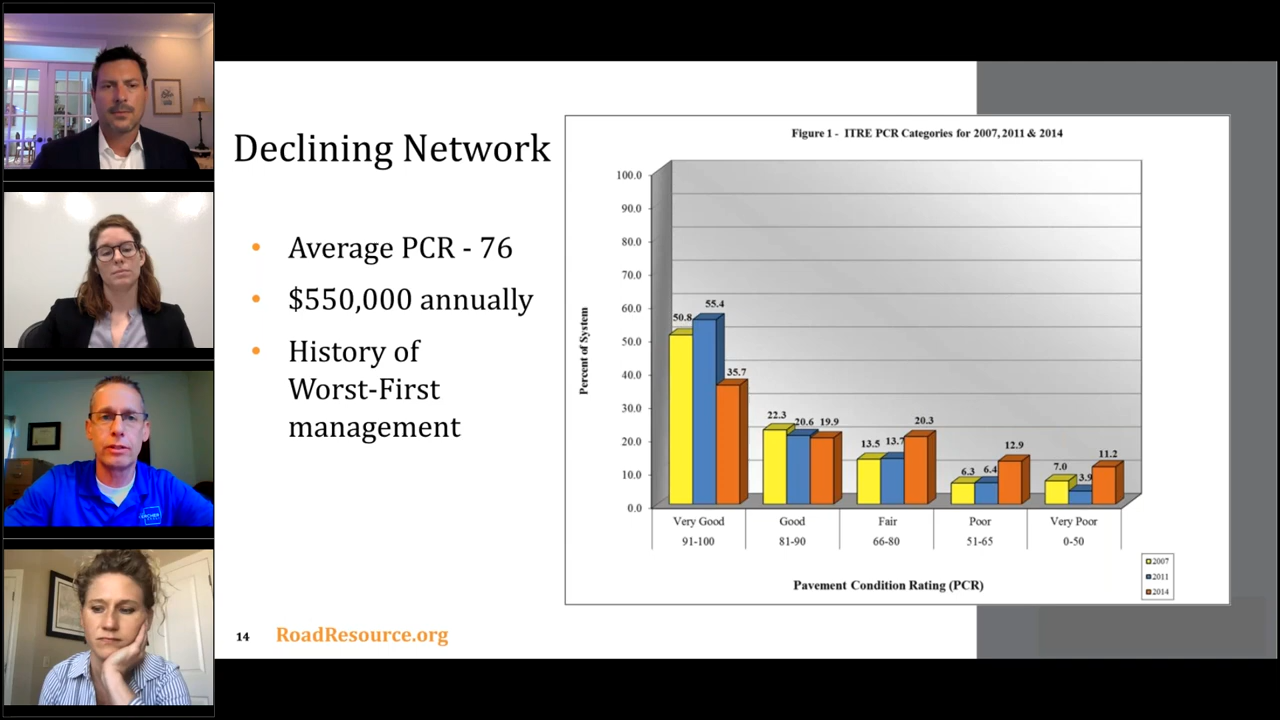 Declining Network
• Average PCR - 76
• $550,000 annually
• History of
Worst-First
management
14 RoadResource.org
Figure 1 - ITRE PCR Categories for 2007, 2011 & 2014
Percent of System
100.0
90.0
80.0
70.0
60.0
50.0
40.0
30.0
20.0
10.0
0.0
50.8 55.4 35.7
22.3 20.6 19.9
13.5 13.7 20.3
6.3 6.4 12.9
7.0 3.9 11.2
Very Good Good Fair Poor Very Poor
91-100 81-90 66-80 51-65 0-50
Pavement Condition Rating (PCR)
2007
2011
2014